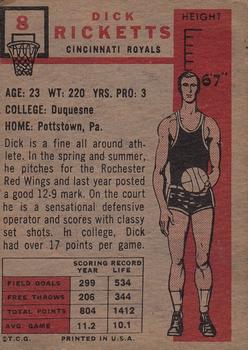 8
DICK
RICKETTS
CINCINNATI ROYALS
HEIGHT
6'7"
AGE: 23 WT: 220 YRS. PRO: 3
COLLEGE: Duquesne
HOME: Pottstown, Pa.
Dick is a fine all around athlete. In the spring and summer, he pitches for the Rochester Red Wings and last year posted a good 12-9 mark. On the court he is a sensational defensive operator and scores with classy set shots. In college, Dick had over 17 points per game.
SCORING RECORD
YEAR LIFE
FIELD GOALS 299 534
FREE THROWS 206 344
TOTAL POINTS 804 1412
AVG. GAME 11.2 10.1
©T.C.G. PRINTED IN U.S.A.